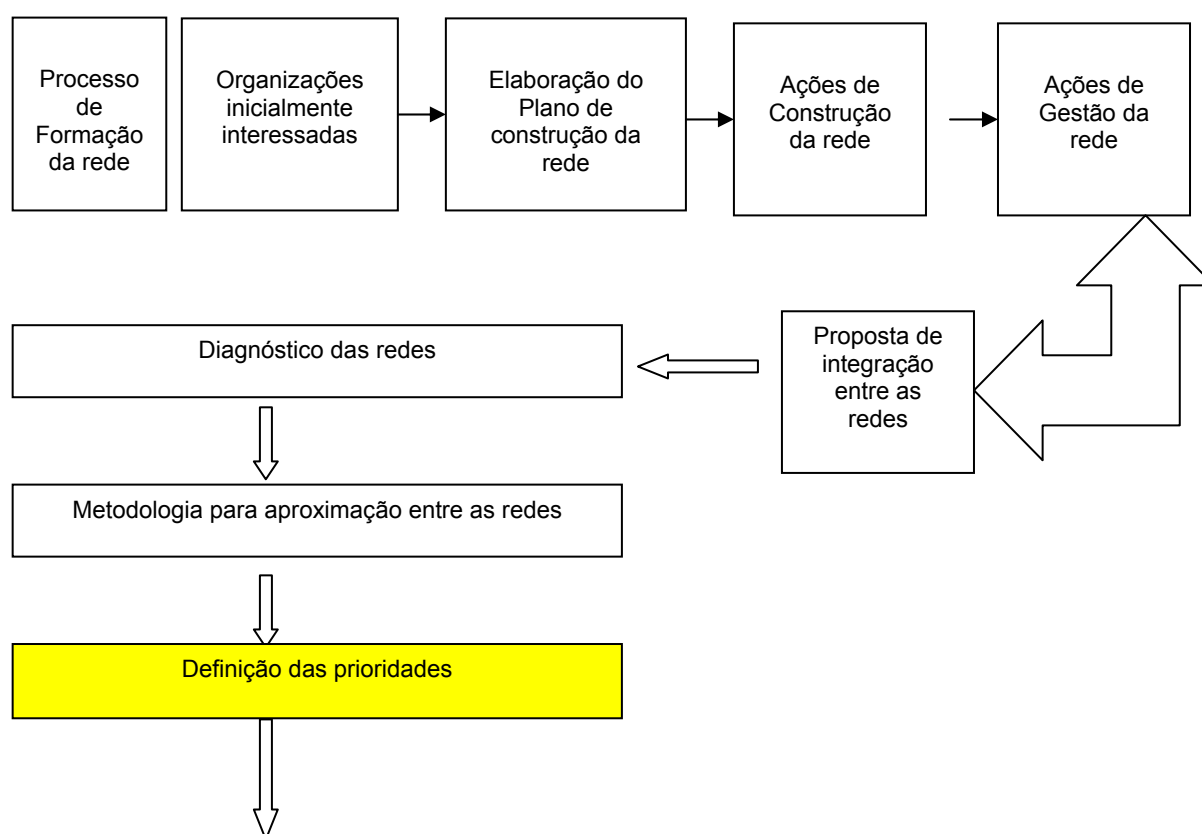 Processo
de
Formação
da rede
Organizações
inicialmente
interessadas
Elaboração do
Plano de
construção da
rede
Ações de
Construção
da rede
Ações de
Gestão da
rede
Proposta de
integração
entre as
redes
Diagnóstico das redes
Metodologia para aproximação entre as redes
Definição das prioridades